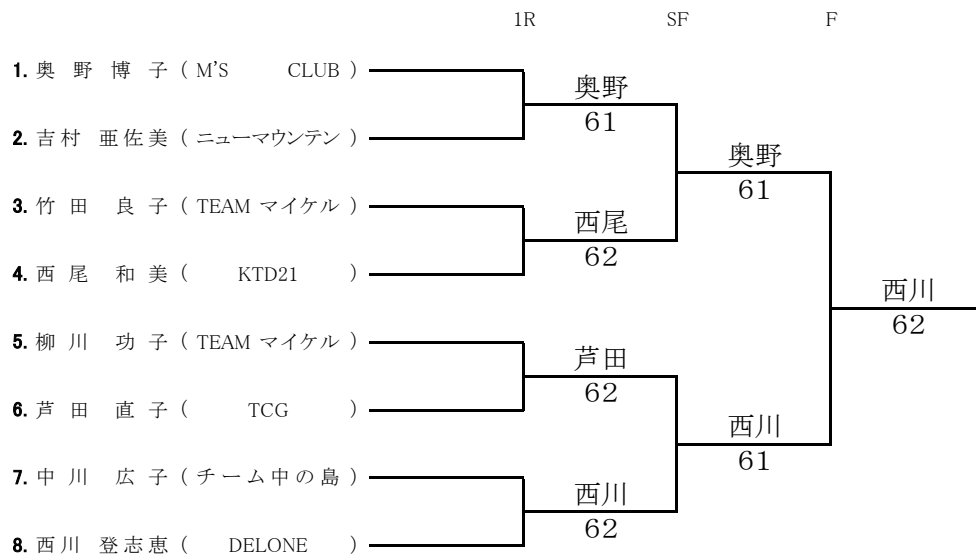 1R SF F
1. 奥野博子 ( M'S CLUB )
奥野
61
2. 吉村 亜佐美 ( ニューマウンテン )
奥野
61
3. 竹田 良子 ( TEAM マイケル )
西尾
62
4. 西尾 和美 ( KTD21 )
西川
62
5. 柳川 功子 ( TEAM マイケル )
芦田
62
6. 芦田 直子 ( TCG )
西川
61
7. 中川 広子 ( チーム中の島 )
西川
62
8. 西川 登志恵 ( DELONE )